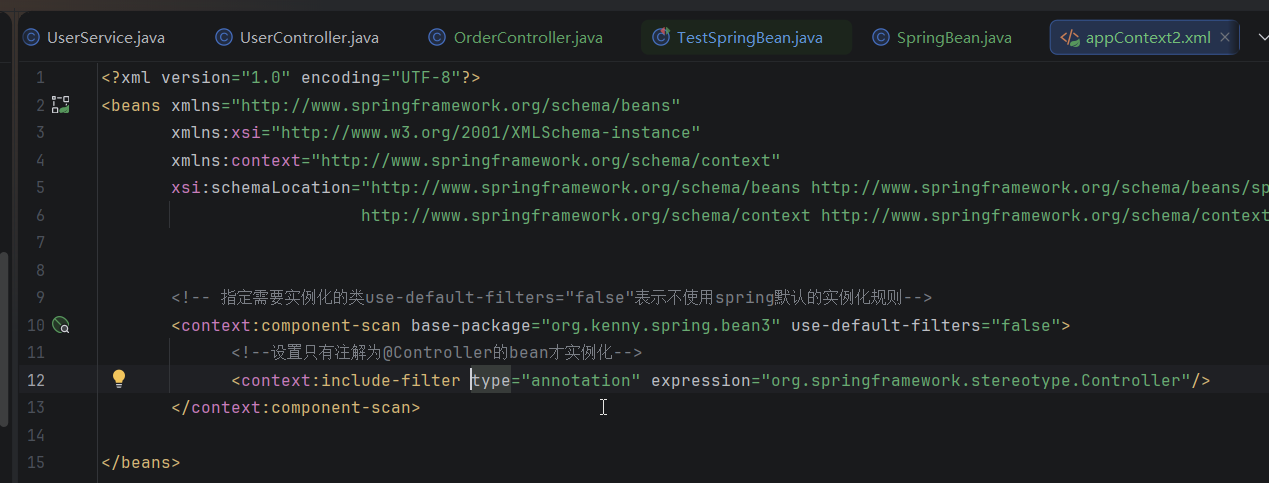 UserService.java UserController.java OrderController.java TestSpringBean.java SpringBean.java appContext2.xml
1 <?xml version="1.0" encoding="UTF-8"?>
2 <beans xmlns="http://www.springframework.org/schema/beans"
3 xmlns:xsi="http://www.w3.org/2001/XMLSchema-instance"
4 xmlns:context="http://www.springframework.org/schema/context"
5 xsi:schemaLocation="http://www.springframework.org/schema/beans http://www.springframework.org/schema/beans/sp
6 http://www.springframework.org/schema/context http://www.springframework.org/schema/context
7
8
9 <!-- 指定需要实例化的类use-default-filters="false"表示不使用spring默认的实例化规则-->
10 <context:component-scan base-package="org.kenny.spring.bean3" use-default-filters="false">
11 <!--设置只有注解为@Controller的bean才实例化-->
12 <context:include-filter type="annotation" expression="org.springframework.stereotype.Controller"/>
13 </context:component-scan>
14
15 </beans>